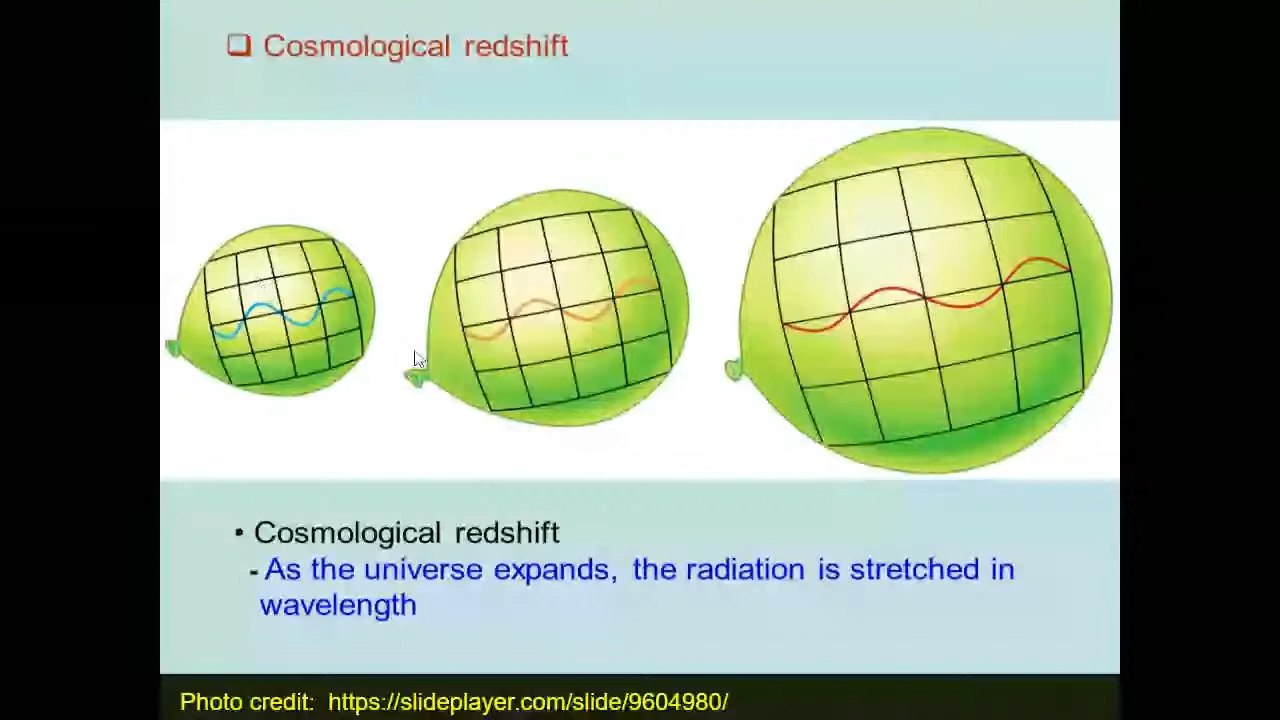 ❑ Cosmological redshift
• Cosmological redshift
- As the universe expands, the radiation is stretched in
wavelength
Photo credit: https://slideplayer.com/slide/9604980/